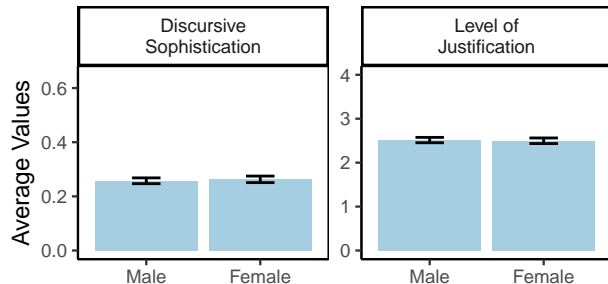 Discursive
Sophistication
Level of
Justification
Average Values
0.6
0.4
0.2
0.0
4
3
2
1
0
Male
Female
Male
Female